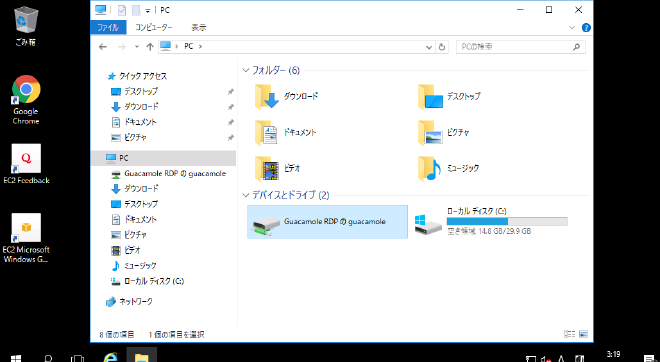 ごみ箱
Google
Chrome
EC2 Feedback
EC2 Microsoft
Windows G...
PC
ファイル
コンピューター
表示
PC
PCの検索
クイック アクセス
デスクトップ
ダウンロード
ドキュメント
ピクチャ
PC
Guacamole RDP の guacamole
ダウンロード
デスクトップ
ドキュメント
ピクチャ
ビデオ
ミュージック
ローカル ディスク (C:)
ネットワーク
フォルダー (6)
ダウンロード
デスクトップ
ドキュメント
ピクチャ
ビデオ
ミュージック
デバイスとドライブ (2)
Guacamole RDP の guacamole
ローカル ディスク (C:)
空き領域 14.8 GB/29.9 GB
8 個の項目
1 個の項目を選択
A
3:19